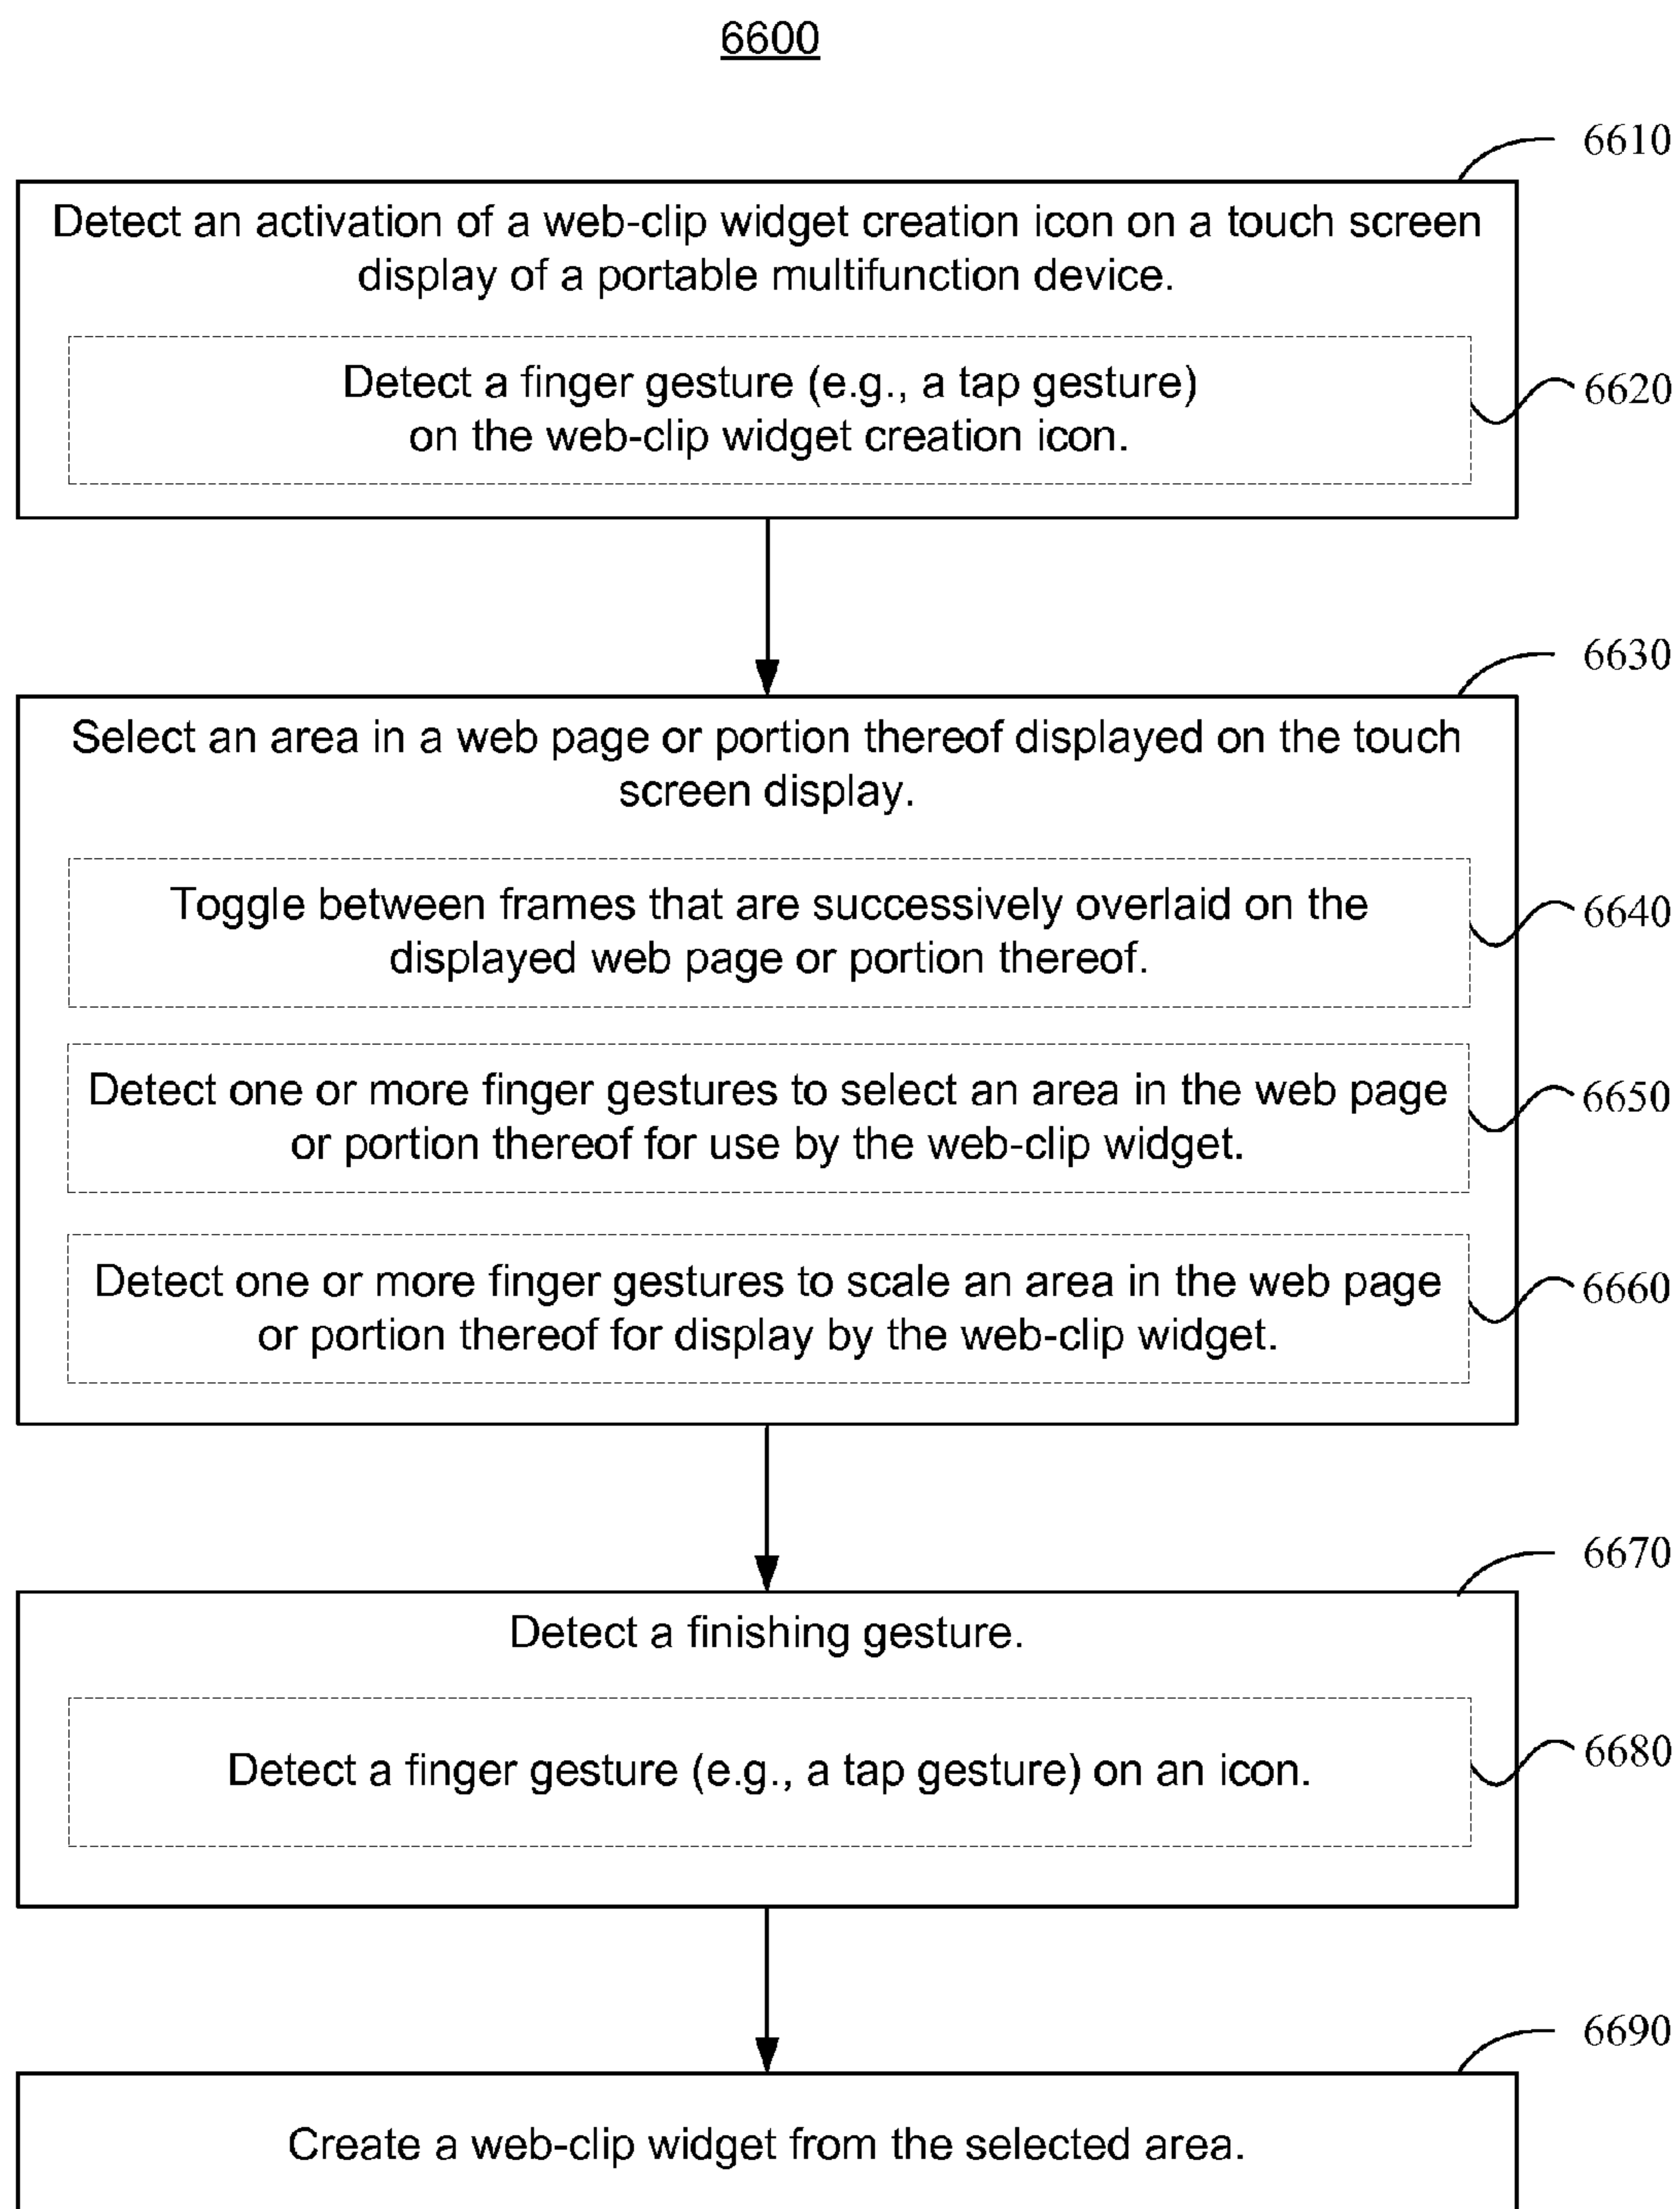 6600
6610
Detect an activation of a web-clip widget creation icon on a touch screen
display of a portable multifunction device.
Detect a finger gesture (e.g., a tap gesture)
on the web-clip widget creation icon.
6620
6630
Select an area in a web page or portion thereof displayed on the touch
screen display.
Toggle between frames that are successively overlaid on the
displayed web page or portion thereof.
6640
Detect one or more finger gestures to select an area in the web page
or portion thereof for use by the web-clip widget.
6650
Detect one or more finger gestures to scale an area in the web page
or portion thereof for display by the web-clip widget.
6660
6670
Detect a finishing gesture.
Detect a finger gesture (e.g., a tap gesture) on an icon.
6680
6690
Create a web-clip widget from the selected area.